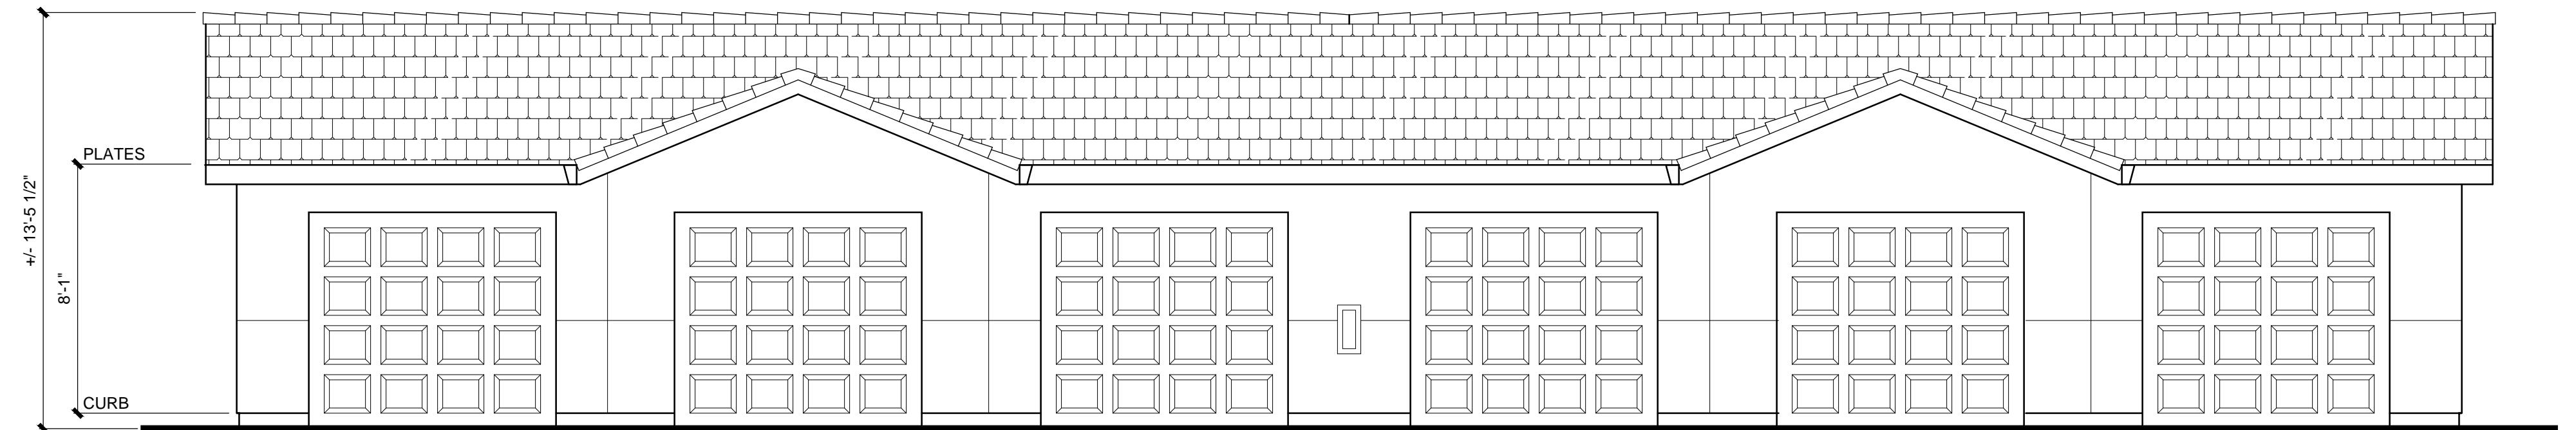 PLATES
+/- 13'-5 1/2"
8'-1"
CURB